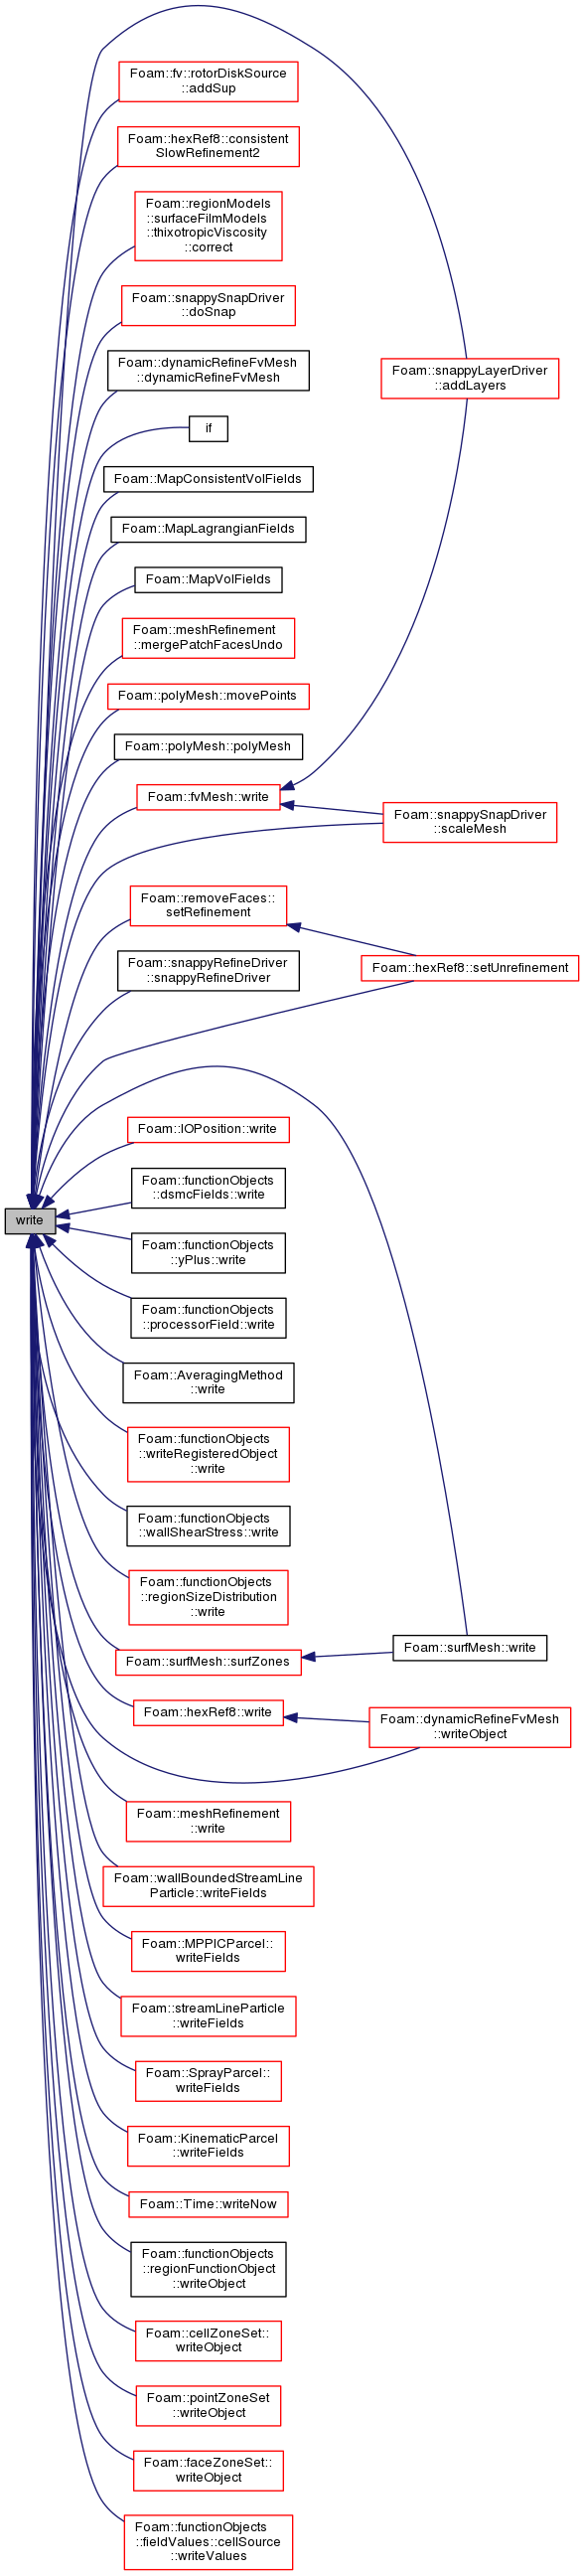 Foam::fv::rotorDiskSource
::addSup
Foam::hexRef8::consistent
SlowRefinement2
Foam::regionModels
::surfaceFilmModels
::thixotropicViscosity
::correct
Foam::snappySnapDriver
::doSnap
Foam::dynamicRefineFvMesh
::dynamicRefineFvMesh
Foam::snappyLayerDriver
::addLayers
if
Foam::MapConsistentVolFields
Foam::MapLagrangianFields
Foam::MapVolFields
Foam::meshRefinement
::mergePatchFacesUndo
Foam::polyMesh::movePoints
Foam::polyMesh::polyMesh
Foam::fvMesh::write
Foam::snappySnapDriver
::scaleMesh
Foam::removeFaces::
setRefinement
Foam::snappyRefineDriver
::snappyRefineDriver
Foam::hexRef8::setUnrefinement
Foam::IOPosition::write
Foam::functionObjects
::dsmcFields::write
write
Foam::functionObjects
::yPlus::write
Foam::functionObjects
::processorField::write
Foam::AveragingMethod
::write
Foam::functionObjects
::writeRegisteredObject
::write
Foam::functionObjects
::wallShearStress::write
Foam::functionObjects
::regionSizeDistribution
::write
Foam::surfMesh::surfZones
Foam::surfMesh::write
Foam::hexRef8::write
Foam::dynamicRefineFvMesh
::writeObject
Foam::meshRefinement
::write
Foam::wallBoundedStreamLine
Particle::writeFields
Foam::MPPICParcel::
writeFields
Foam::streamLineParticle
::writeFields
Foam::SprayParcel::
writeFields
Foam::KinematicParcel
::writeFields
Foam::Time::writeNow
Foam::functionObjects
::regionFunctionObject
::writeObject
Foam::cellZoneSet::
writeObject
Foam::pointZoneSet
::writeObject
Foam::faceZoneSet::
writeObject
Foam::functionObjects
::fieldValues::cellSource
::writeValues